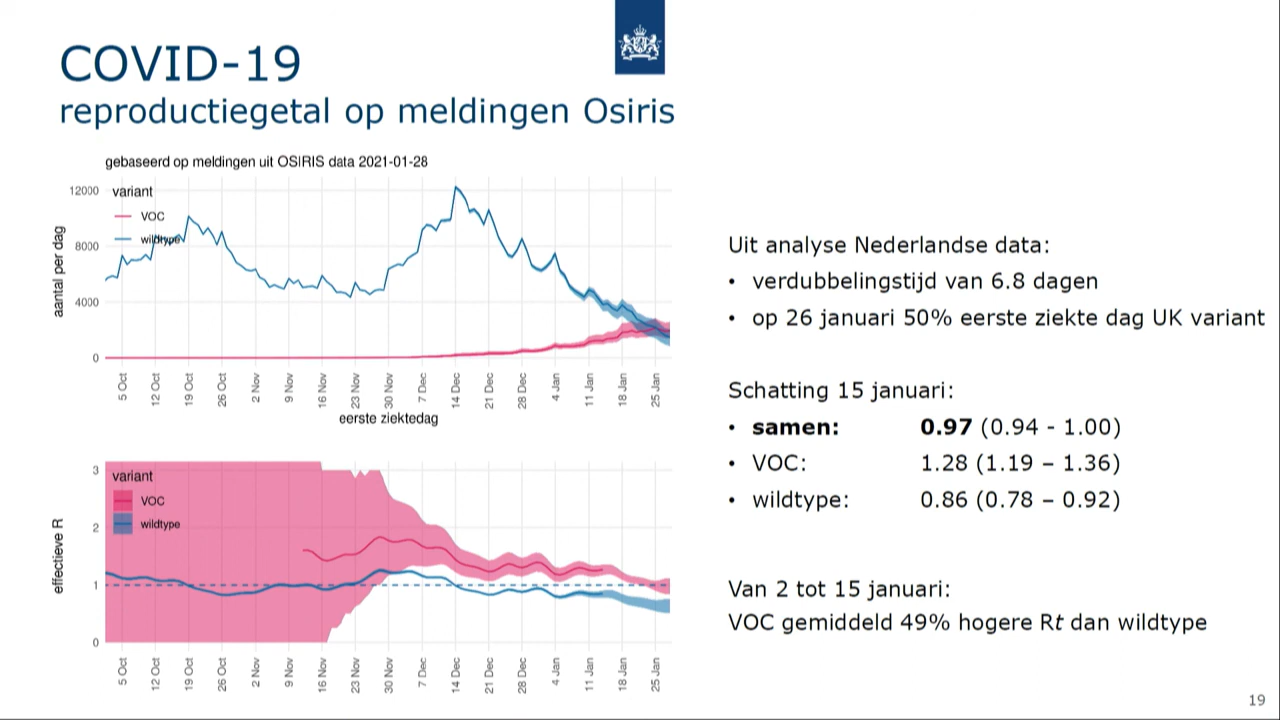 COVID-19
reproductiegetal op meldingen Osiris
gebaseerd op meldingen uit OSIRIS data 2021-01-28
variant
VOC
wildtype
aantal per dag
12000
8000
4000
0
5 Oct 12 Oct 19 Oct 26 Oct 2 Nov 9 Nov 16 Nov 23 Nov 30 Nov 7 Dec 14 Dec 21 Dec 28 Dec 4 Jan 11 Jan 18 Jan 25 Jan
eerste ziektedag
variant
VOC
wildtype
effectieve R
3
2
1
0
5 Oct 12 Oct 19 Oct 26 Oct 2 Nov 9 Nov 16 Nov 23 Nov 30 Nov 7 Dec 14 Dec 21 Dec 28 Dec 4 Jan 11 Jan 18 Jan 25 Jan
Uit analyse Nederlandse data:
• verdubbelingstijd van 6.8 dagen
• op 26 januari 50% eerste ziekte dag UK variant
Schatting 15 januari:
• samen: 0.97 (0.94 - 1.00)
• VOC: 1.28 (1.19 – 1.36)
• wildtype: 0.86 (0.78 – 0.92)
Van 2 tot 15 januari:
VOC gemiddeld 49% hogere Rt dan wildtype
19